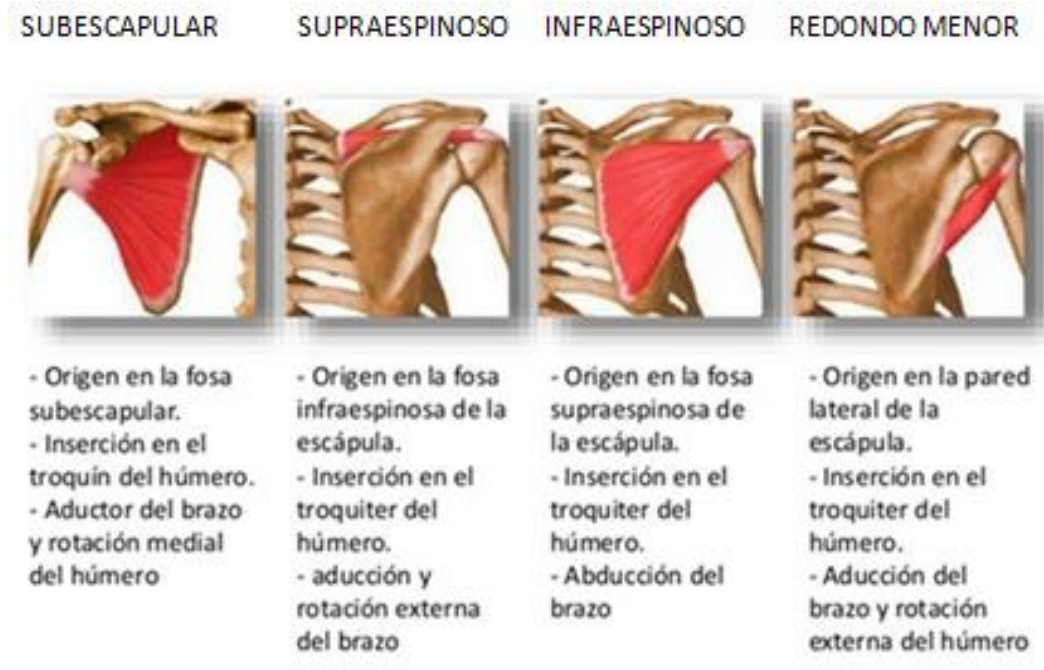 SUBESCAPULAR
SUPRAESPINOSO
INFRAESPINOSO
REDONDO MENOR
- Origen en la fosa
subescapular.
- Inserción en el
troquín del húmero.
- Aductor del brazo
y rotación medial
del húmero
- Origen en la fosa
infraespinosa de la
escápula.
- Inserción en el
troquiter del
húmero.
- aducción y
rotación externa
del brazo
- Origen en la fosa
supraespinosa de
la escápula.
- Inserción en el
troquiter del
húmero.
- Abducción del
brazo
- Origen en la pared
lateral de la
escápula.
- Inserción en el
troquiter del
húmero.
- Aducción del
brazo y rotación
externa del húmero